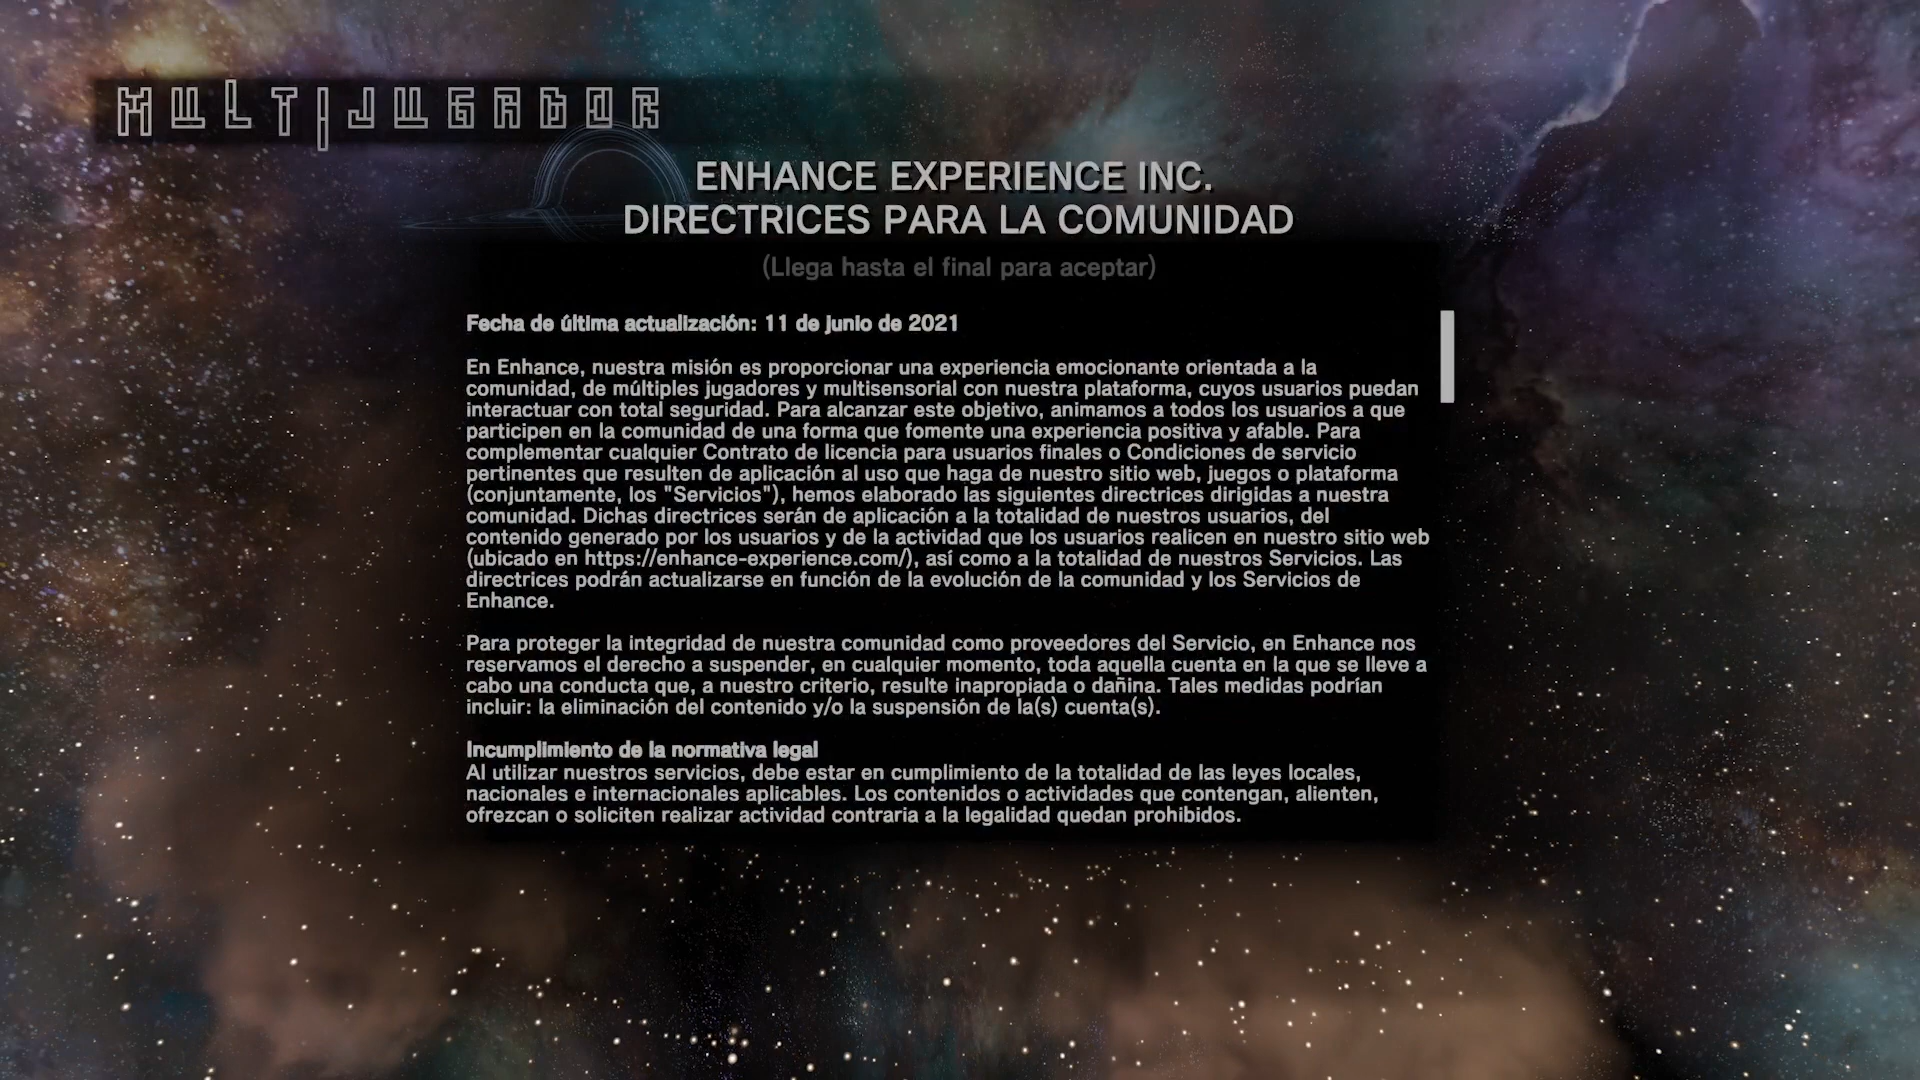 MULTIJUGADOR
ENHANCE EXPERIENCE INC.
DIRECTRICES PARA LA COMUNIDAD
(Llega hasta el final para aceptar)
Fecha de última actualización: 11 de junio de 2021
En Enhance, nuestra misión es proporcionar una experiencia emocionante orientada a la
comunidad, de múltiples jugadores y multisensorial con nuestra plataforma, cuyos usuarios puedan
interactuar con total seguridad. Para alcanzar este objetivo, animamos a todos los usuarios a que
participen en la comunidad de una forma que fomente una experiencia positiva y afable. Para
complementar cualquier Contrato de licencia para usuarios finales o Condiciones de servicio
pertinentes que resulten de aplicación al uso que haga de nuestro sitio web, juegos o plataforma
(conjuntamente, los "Servicios"), hemos elaborado las siguientes directrices dirigidas a nuestra
comunidad. Dichas directrices serán de aplicación a la totalidad de nuestros usuarios, del
contenido generado por los usuarios y de la actividad que los usuarios realicen en nuestro sitio web
(ubicado en https://enhance-experience.com/), así como a la totalidad de nuestros Servicios. Las
directrices podrán actualizarse en función de la evolución de la comunidad y los Servicios de
Enhance.
Para proteger la integridad de nuestra comunidad como proveedores del Servicio, en Enhance nos
reservamos el derecho a suspender, en cualquier momento, toda aquella cuenta en la que se lleve a
cabo una conducta que, a nuestro criterio, resulte inapropiada o dañina. Tales medidas podrían
incluir: la eliminación del contenido y/o la suspensión de la(s) cuenta(s).
Incumplimiento de la normativa legal
Al utilizar nuestros servicios, debe estar en cumplimiento de la totalidad de las leyes locales,
nacionales e internacionales aplicables. Los contenidos o actividades que contengan, alienten,
ofrezcan o soliciten realizar actividad contraria a la legalidad quedan prohibidos.